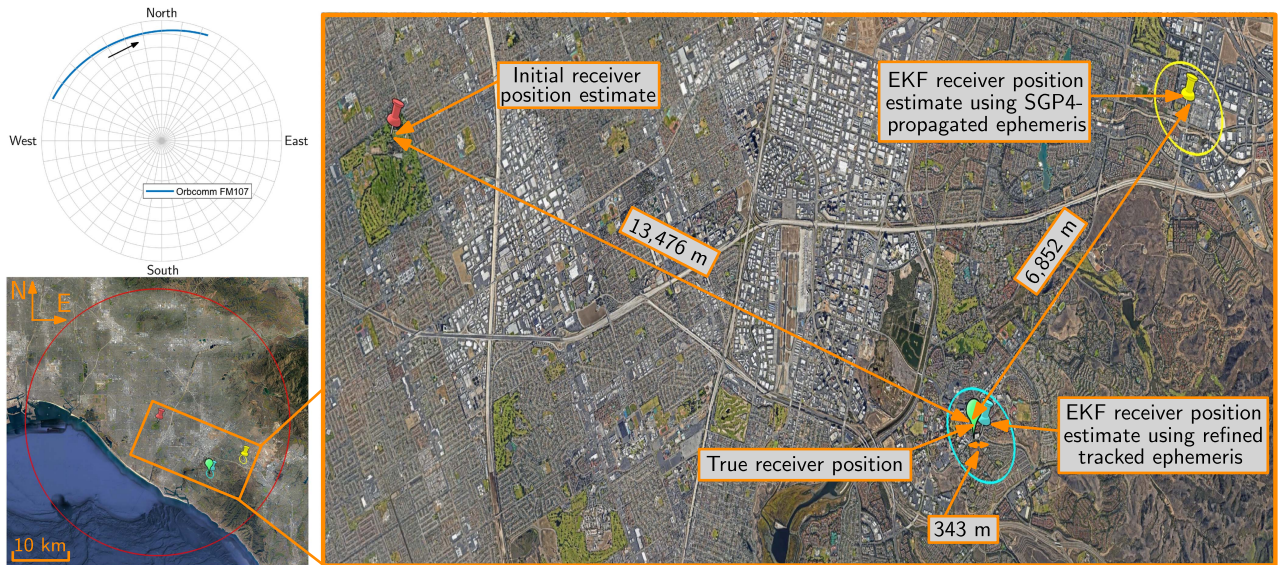 North
West
East
Orbcomm FM107
South
N
E
10 km
Initial receiver
position estimate
EKF receiver position
estimate using SGP4-
propagated ephemeris
13,476 m
6,852 m
True receiver position
EKF receiver position
estimate using refined
tracked ephemeris
343 m